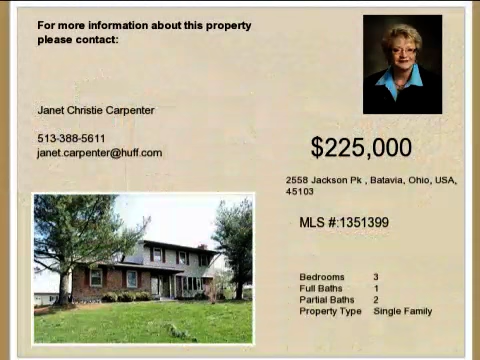 For more information about this property
please contact:
Janet Christie Carpenter
513-388-5611
janet.carpenter@huff.com
$225,000
2558 Jackson Pk , Batavia, Ohio, USA,
45103
MLS #:1351399
Bedrooms 3
Full Baths 1
Partial Baths 2
Property Type Single Family